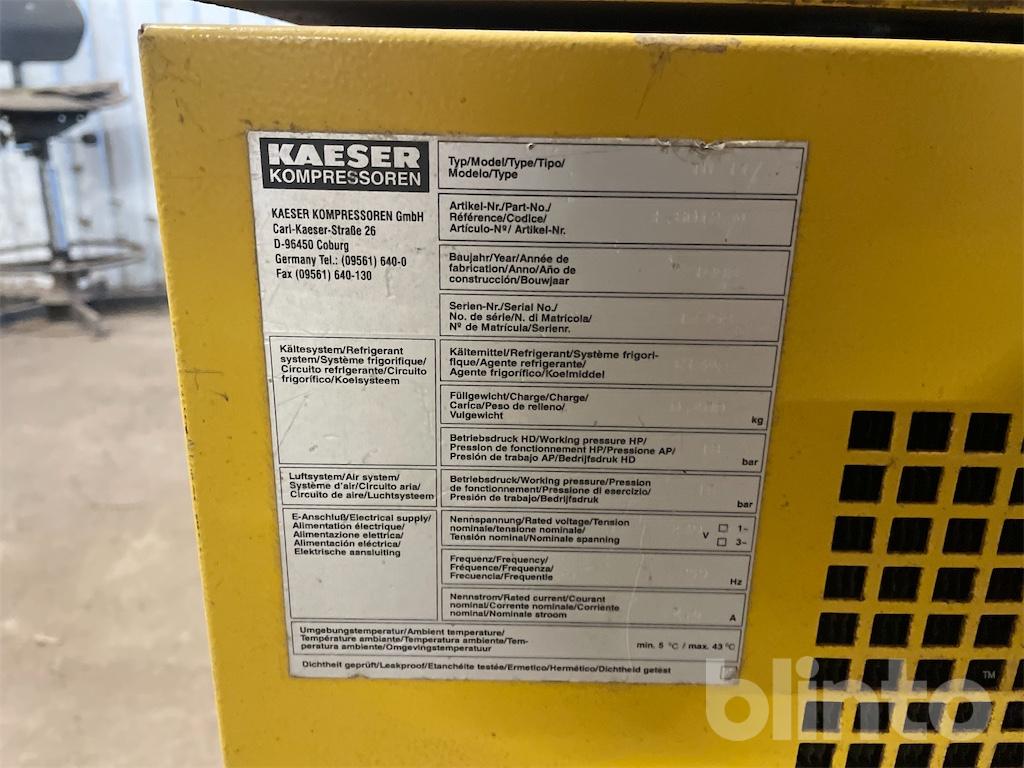 KAESER
KOMPRESSOREN
KAESER KOMPRESSOREN GmbH
Carl-Kaeser-Straße 26
D-96450 Coburg
Germany Tel.: (09561) 640-0
Fax (09561) 640-130
Typ/Model/Type/Tipo/
Modelo/Type
Artikel-Nr./Part-No./
Référence/Codice/
Artículo-Nº/ Artikel-Nr.
Baujahr/Year/Année de
fabrication/Anno/Año de
construcción/Bouwjaar
Serien-Nr./Serial No./
No. de série/N. di Matricola/
Nº de Matrícula/Serienr.
Kältesystem/Refrigerant
system/Système frigorifique/
Circuito refrigerante/Circuito
frigorífico/Koelsysteem
Kältemittel/Refrigerant/Système frigori-
fique/Agente refrigerante/
Agente frigorífico/Koelmiddel
Füllgewicht/Charge/Charge/
Carica/Peso de relleno/
Vulgewicht
kg
Betriebsdruck HD/Working pressure HP/
Pression de fonctionnement HP/Pressione AP/
Presión de trabajo AP/Bedrijfsdruk HD
bar
Luftsystem/Air system/
Système d'air/Circuito aria/
Circuito de aire/Luchtsysteem
Betriebsdruck/Working pressure/Pression
de fonctionnement/Pressione di esercizio/
Presión de trabajo/Bedrijfsdruk
bar
E-Anschluß/Electrical supply/
Alimentation électrique/
Alimentazione elettrica/
Alimentación eléctrica/
Elektrische aansluiting
Nennspannung/Rated voltage/Tension
nominale/tensione nominale/
Tensión nominal/Nominale spanning
V 1~
3~
Frequenz/Frequency/
Fréquence/Frequenza/
Frecuencia/Frequentie
Hz
Nennstrom/Rated current/Courant
nominal/Corrente nominale/Corriente
nominal/Nominale stroom
A
Umgebungstemperatur/Ambient temperature/
Température ambiante/Temperatura ambiente/Tem-
peratura ambiente/Omgevingstemperatuur
min. 5 °C / max. 43 °C
Dichtheit geprüft/Leakproof/Etanchéité testée/Ermetico/Hermético/Dichtheid getest
blinto
TM